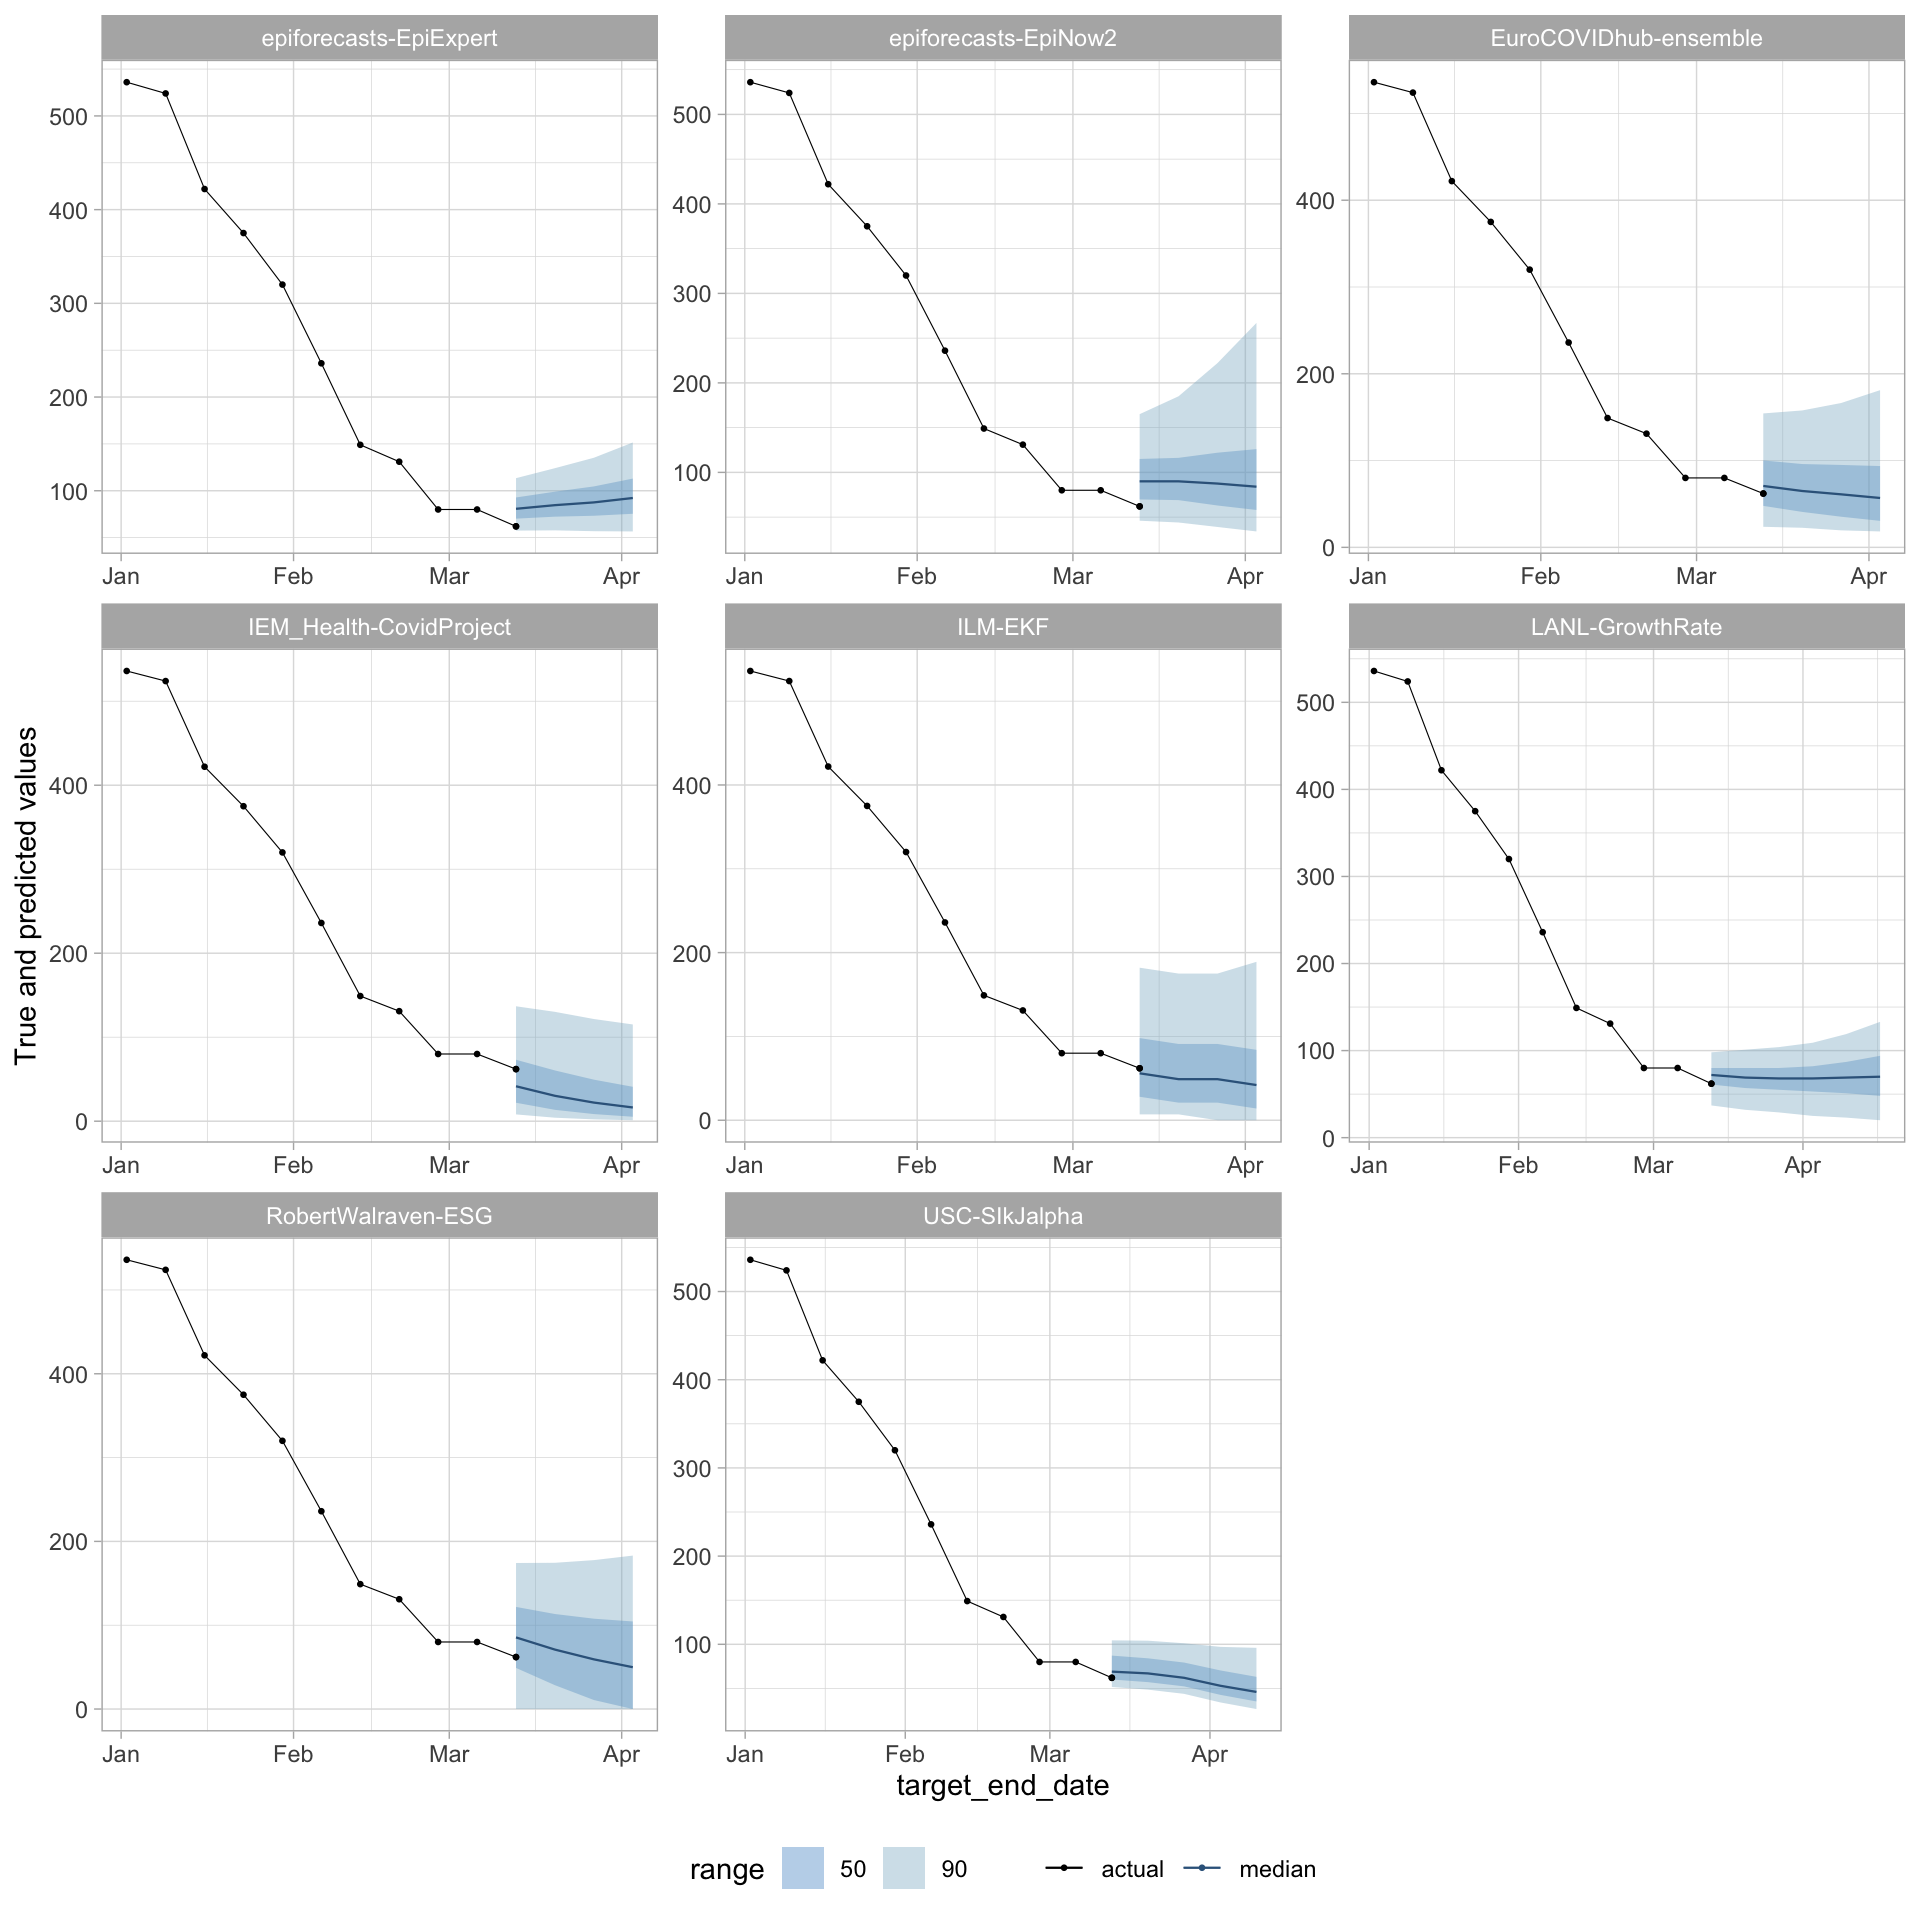 epiforecasts-EpiExpert
epiforecasts-EpiNow2
EuroCOVIDhub-ensemble
500
400
300
200
100
Jan Feb Mar Apr
500
400
300
200
100
Jan Feb Mar Apr
400
200
0
Jan Feb Mar Apr
IEM_Health-CovidProject
ILM-EKF
LANL-GrowthRate
True and predicted values
400
200
0
Jan Feb Mar Apr
400
200
0
Jan Feb Mar Apr
500
400
300
200
100
0
Jan Feb Mar Apr
RobertWalraven-ESG
USC-SIkJalpha
400
200
0
Jan Feb Mar Apr
500
400
300
200
100
Jan Feb Mar Apr
target_end_date
range 50 90 actual median